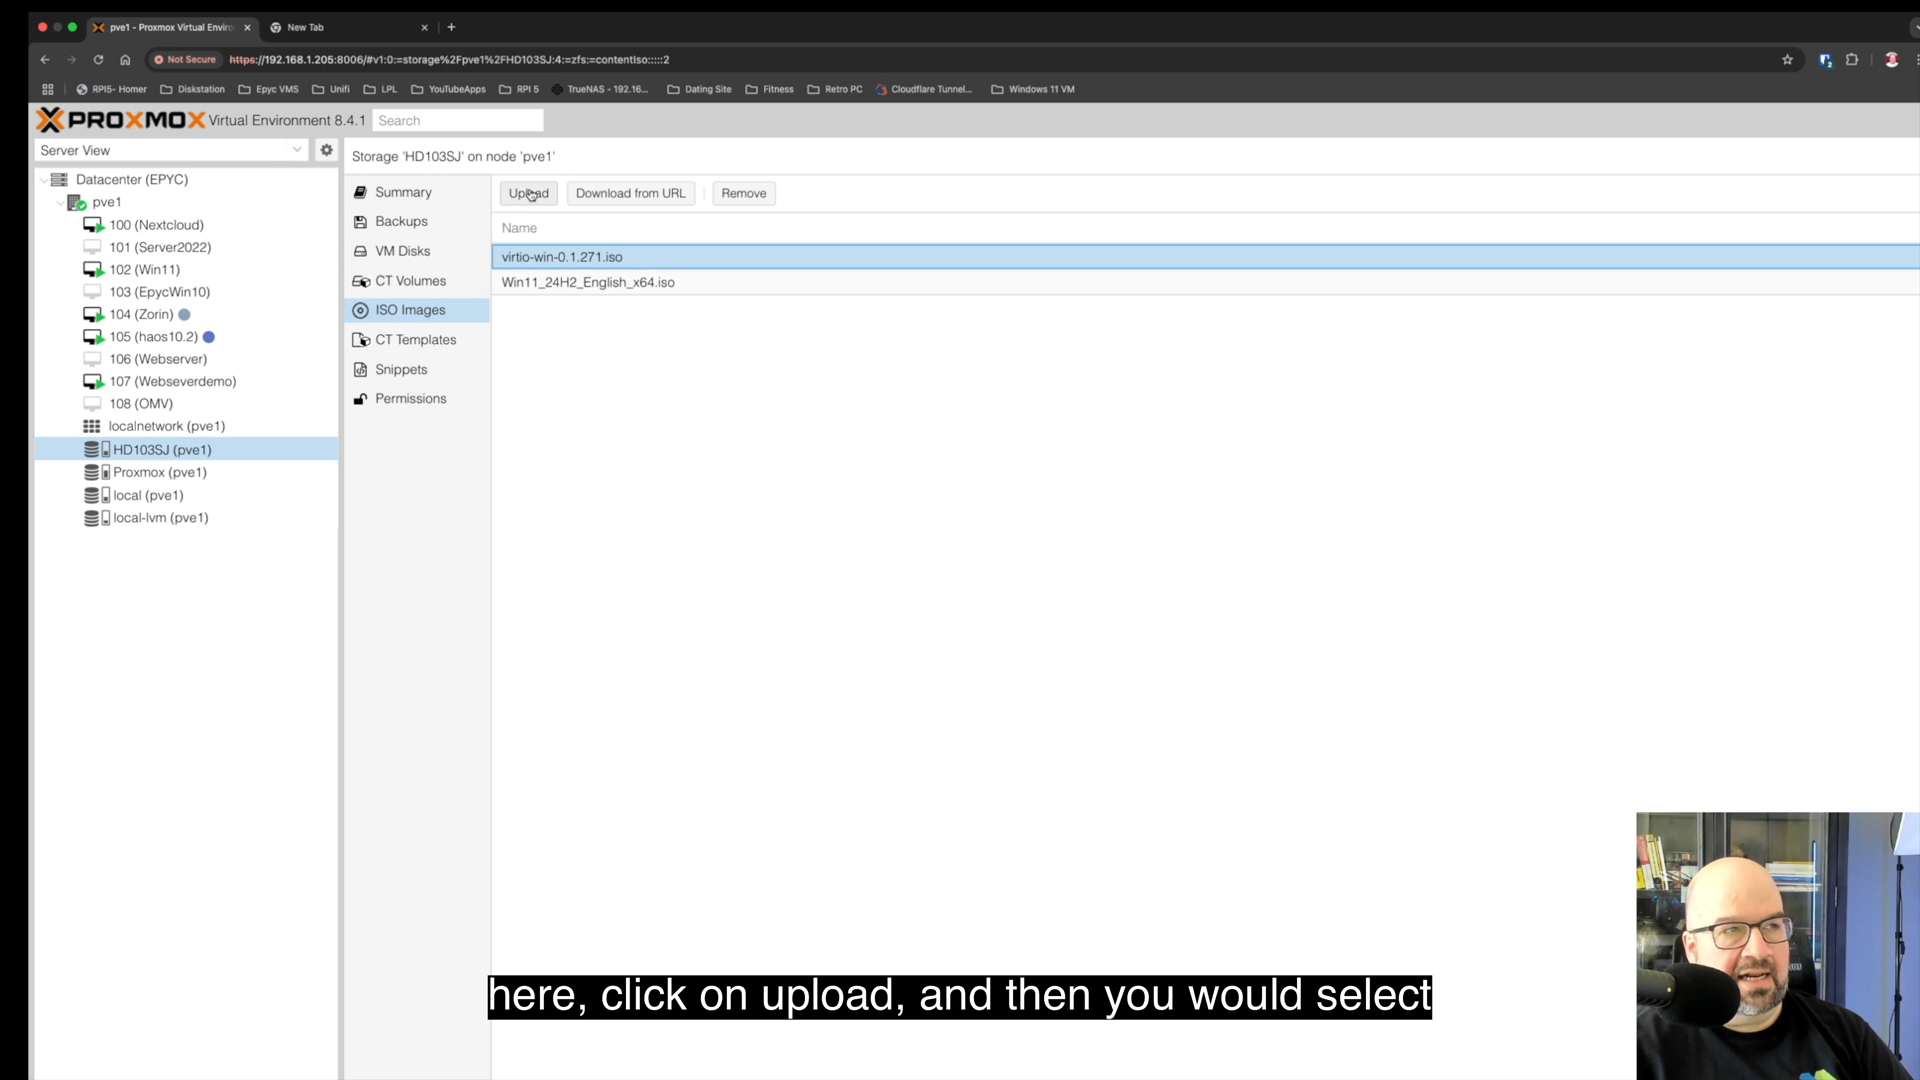 pve1 - Proxmox Virtual Enviro
New Tab
Not Secure
https://192.168.1.205:8006/#v1:0:=storage%2Fpve1%2FHD103SJ:4:=zfs:=contentIso:::::2
RPI5- Homer
Diskstation
Epyc VMS
Unifi
LPL
YouTubeApps
RPI 5
TrueNAS - 192.16...
Dating Site
Fitness
Retro PC
Cloudflare Tunnel...
Windows 11 VM
PROXMOX Virtual Environment 8.4.1 Search
Server View
Storage 'HD103SJ' on node 'pve1'
Datacenter (EPYC)
pve1
100 (Nextcloud)
101 (Server2022)
102 (Win11)
103 (EpycWin10)
104 (Zorin)
105 (haos10.2)
106 (Webserver)
107 (Webseverdemo)
108 (OMV)
localnetwork (pve1)
HD103SJ (pve1)
Proxmox (pve1)
local (pve1)
local-lvm (pve1)
Summary
Backups
VM Disks
CT Volumes
ISO Images
CT Templates
Snippets
Permissions
Upload
Download from URL
Remove
Name
virtio-win-0.1.271.iso
Win11_24H2_English_x64.iso
here, click on upload, and then you would select